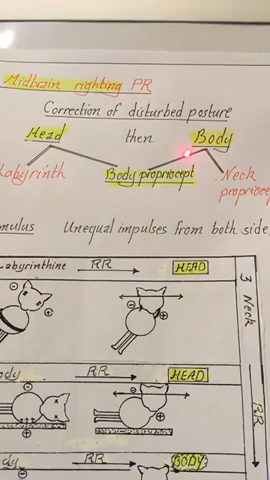 Midbrain righting PR
Correction of disturbed posture
Head then Body
Labyrinth Body propriocept Neck
propriocep
mulus Unequal impulses from both side
Labyrinthine RR HEAD
3 Neck
RR
ody RR HEAD
dy RR BODY